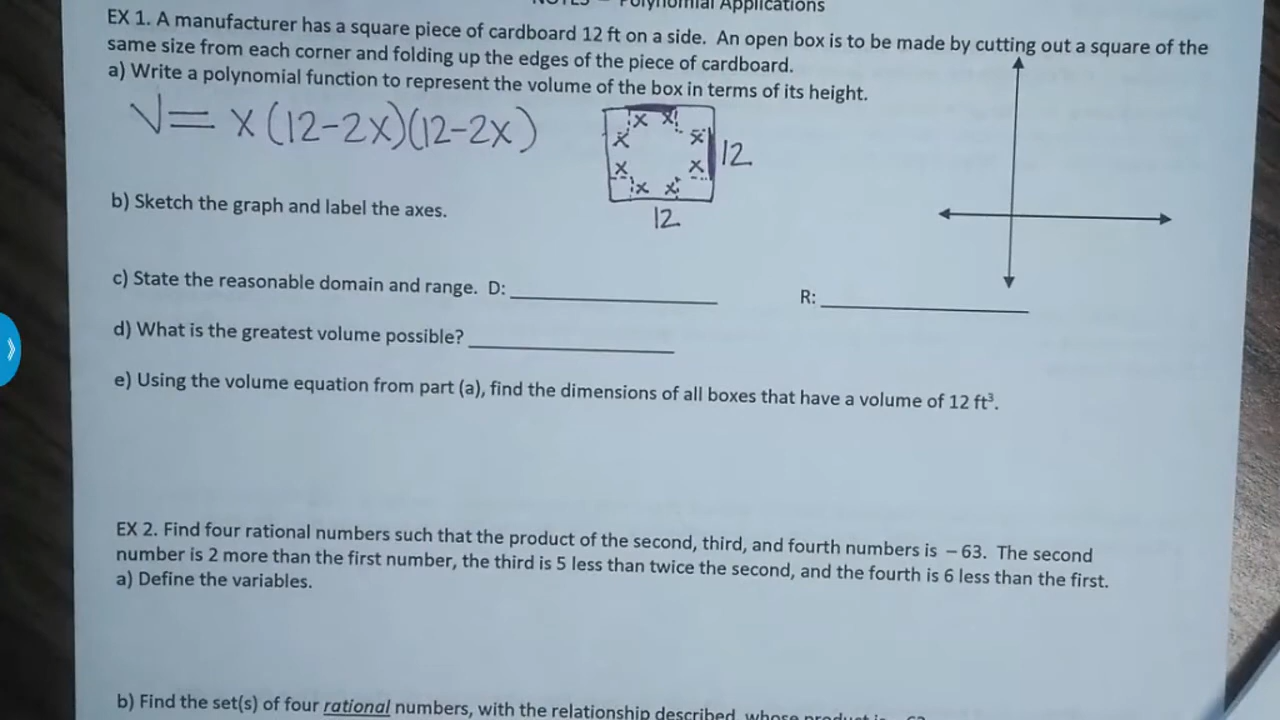 Polynomial Applications
EX 1. A manufacturer has a square piece of cardboard 12 ft on a side. An open box is to be made by cutting out a square of the
same size from each corner and folding up the edges of the piece of cardboard.
a) Write a polynomial function to represent the volume of the box in terms of its height.
V = x (12-2x)(12-2x)
x x
x x
12
x x
x x
12
b) Sketch the graph and label the axes.
c) State the reasonable domain and range. D: ____________ R: ____________
d) What is the greatest volume possible? ____________
e) Using the volume equation from part (a), find the dimensions of all boxes that have a volume of 12 ft³.
EX 2. Find four rational numbers such that the product of the second, third, and fourth numbers is − 63. The second
number is 2 more than the first number, the third is 5 less than twice the second, and the fourth is 6 less than the first.
a) Define the variables.
b) Find the set(s) of four rational numbers, with the relationship described, whose product is